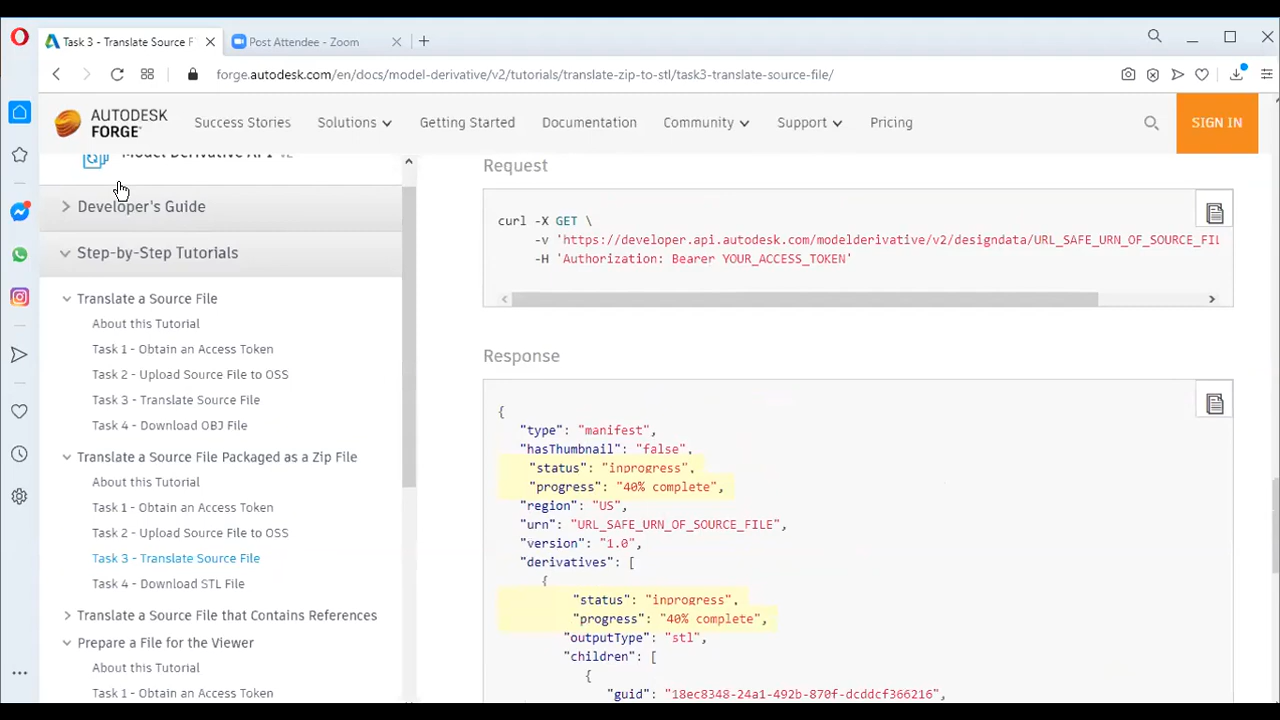 Task 3 - Translate Source F
Post Attendee - Zoom
forge.autodesk.com/en/docs/model-derivative/v2/tutorials/translate-zip-to-stl/task3-translate-source-file/
AUTODESK
FORGE
Success Stories
Solutions
Getting Started
Documentation
Community
Support
Pricing
SIGN IN
Model Derivative API v2
Developer's Guide
Step-by-Step Tutorials
Translate a Source File
About this Tutorial
Task 1 - Obtain an Access Token
Task 2 - Upload Source File to OSS
Task 3 - Translate Source File
Task 4 - Download OBJ File
Translate a Source File Packaged as a Zip File
About this Tutorial
Task 1 - Obtain an Access Token
Task 2 - Upload Source File to OSS
Task 3 - Translate Source File
Task 4 - Download STL File
Translate a Source File that Contains References
Prepare a File for the Viewer
About this Tutorial
Task 1 - Obtain an Access Token
Request
curl -X GET \
-v 'https://developer.api.autodesk.com/modelderivative/v2/designdata/URL_SAFE_URN_OF_SOURCE_FIL
-H 'Authorization: Bearer YOUR_ACCESS_TOKEN'
Response
{
"type": "manifest",
"hasThumbnail": "false",
"status": "inprogress",
"progress": "40% complete",
"region": "US",
"urn": "URL_SAFE_URN_OF_SOURCE_FILE",
"version": "1.0",
"derivatives": [
{
"status": "inprogress",
"progress": "40% complete",
"outputType": "stl",
"children": [
{
"guid": "18ec8348-24a1-492b-870f-dcddcf366216",